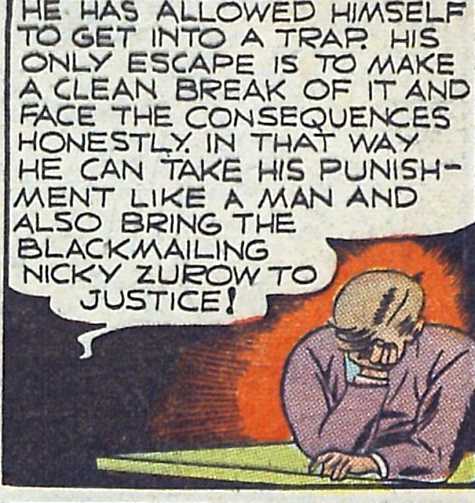 HE HAS ALLOWED HIMSELF
TO GET INTO A TRAP. HIS
ONLY ESCAPE IS TO MAKE
A CLEAN BREAK OF IT AND
FACE THE CONSEQUENCES
HONESTLY. IN THAT WAY
HE CAN TAKE HIS PUNISH-
MENT LIKE A MAN AND
ALSO BRING THE
BLACKMAILING
NICKY ZUROW TO
JUSTICE!